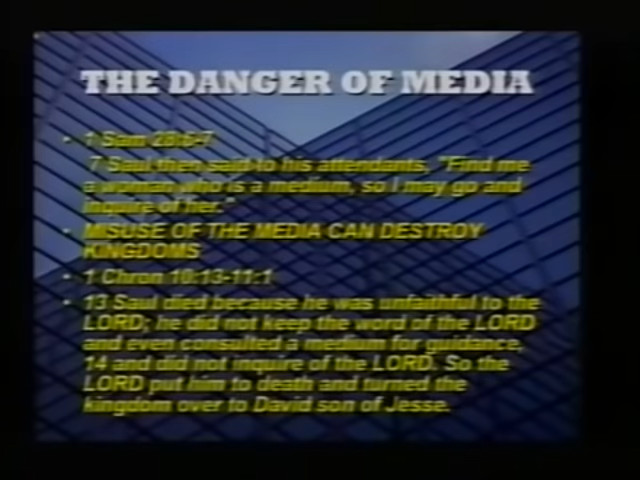 THE DANGER OF MEDIA
• 1 Sam 28:6-7
7 Saul then said to his attendants, "Find me
a woman who is a medium, so I may go and
inquire of her."
• MISUSE OF THE MEDIA CAN DESTROY
KINGDOMS
• 1 Chron 10:13-11:1
• 13 Saul died because he was unfaithful to the
LORD; he did not keep the word of the LORD
and even consulted a medium for guidance,
14 and did not inquire of the LORD. So the
LORD put him to death and turned the
kingdom over to David son of Jesse.